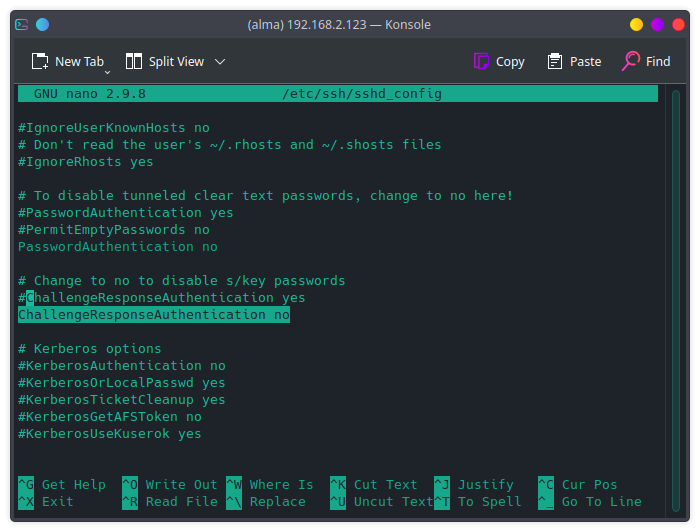 (alma) 192.168.2.123 — Konsole
New Tab Split View Copy Paste Find
GNU nano 2.9.8 /etc/ssh/sshd_config
#IgnoreUserKnownHosts no
# Don't read the user's ~/.rhosts and ~/.shosts files
#IgnoreRhosts yes
# To disable tunneled clear text passwords, change to no here!
#PasswordAuthentication yes
#PermitEmptyPasswords no
PasswordAuthentication no
# Change to no to disable s/key passwords
#ChallengeResponseAuthentication yes
ChallengeResponseAuthentication no
# Kerberos options
#KerberosAuthentication no
#KerberosOrLocalPasswd yes
#KerberosTicketCleanup yes
#KerberosGetAFSToken no
#KerberosUseKuserok yes
^G Get Help ^O Write Out ^W Where Is ^K Cut Text ^J Justify ^C Cur Pos
^X Exit ^R Read File ^\ Replace ^U Uncut Text ^T To Spell ^_ Go To Line